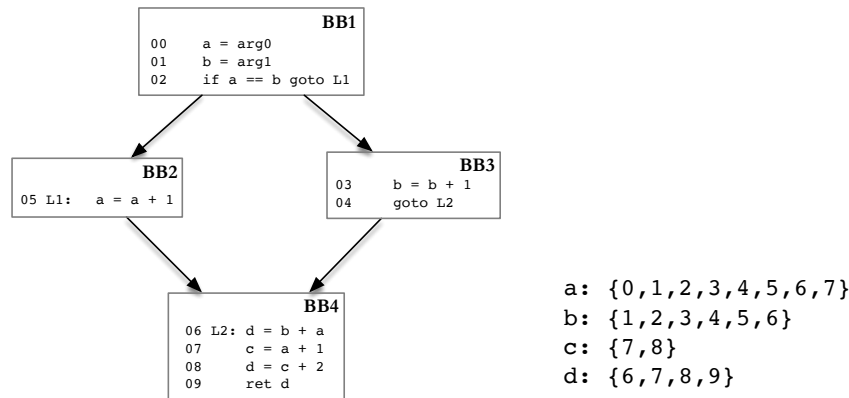 BB1
00 a = arg0
01 b = arg1
02 if a == b goto L1
BB2
05 L1: a = a + 1
BB3
03 b = b + 1
04 goto L2
BB4
06 L2: d = b + a
07 c = a + 1
08 d = c + 2
09 ret d
a: {0,1,2,3,4,5,6,7}
b: {1,2,3,4,5,6}
c: {7,8}
d: {6,7,8,9}